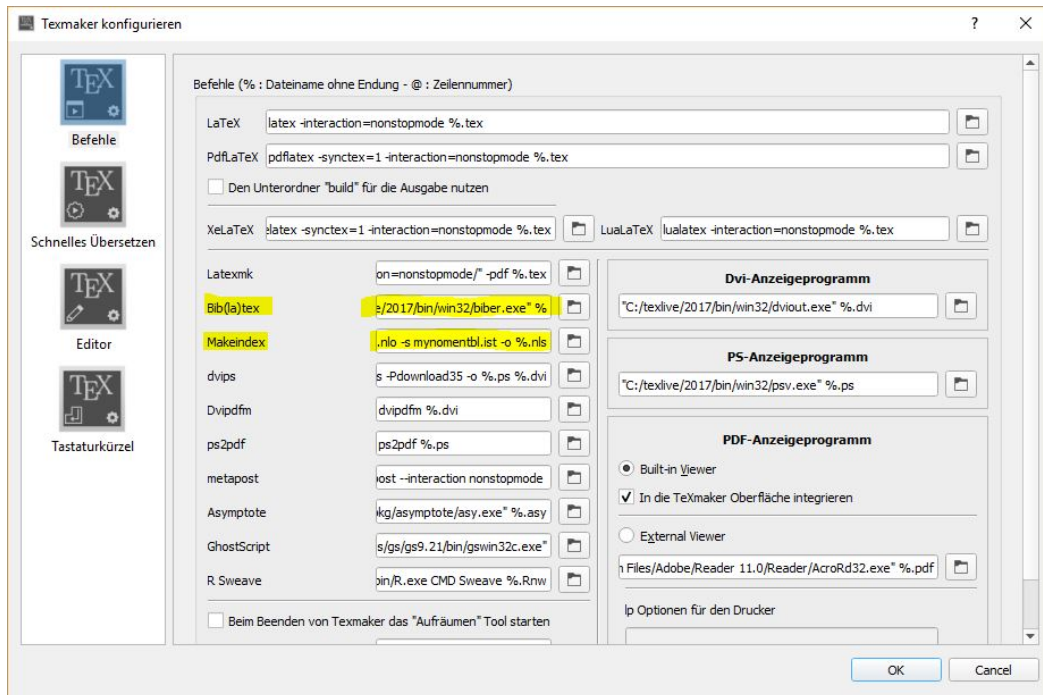 Texmaker konfigurieren
Befehle (% : Dateiname ohne Endung - @ : Zeilennummer)
TEX
Befehle
LaTeX latex -interaction=nonstopmode %.tex
PdfLaTeX pdflatex -synctex=1 -interaction=nonstopmode %.tex
Den Unterordner "build" für die Ausgabe nutzen
TEX
Schnelles Übersetzen
XeLaTeX elatex -synctex=1 -interaction=nonstopmode %.tex LuaLaTeX lualatex -interaction=nonstopmode %.tex
TEX
Editor
Latexmk on=nonstopmode/" -pdf %.tex
Bib(la)tex e/2017/bin/win32/biber.exe" %
Makeindex .nlo -s mynomentbl.ist -o %.nls
dvips s -Pdownload35 -o %.ps %.dvi
Dvipdfm dvipdfm %.dvi
ps2pdf ps2pdf %.ps
metapost post --interaction nonstopmode
Asymptote kg/asymptote/asy.exe" %.asy
GhostScript s/gs/gs9.21/bin/gswin32c.exe"
R Sweave bin/R.exe CMD Sweave %.Rnw
Beim Beenden von Texmaker das "Aufräumen" Tool starten
TEX
Tastaturkürzel
Dvi-Anzeigeprogramm
"C:/texlive/2017/bin/win32/dviout.exe" %.dvi
PS-Anzeigeprogramm
"C:/texlive/2017/bin/win32/psv.exe" %.ps
PDF-Anzeigeprogramm
Built-in Viewer
In die TeXmaker Oberfläche integrieren
External Viewer
n Files/Adobe/Reader 11.0/Reader/AcroRd32.exe" %.pdf
lp Optionen für den Drucker
OK Cancel